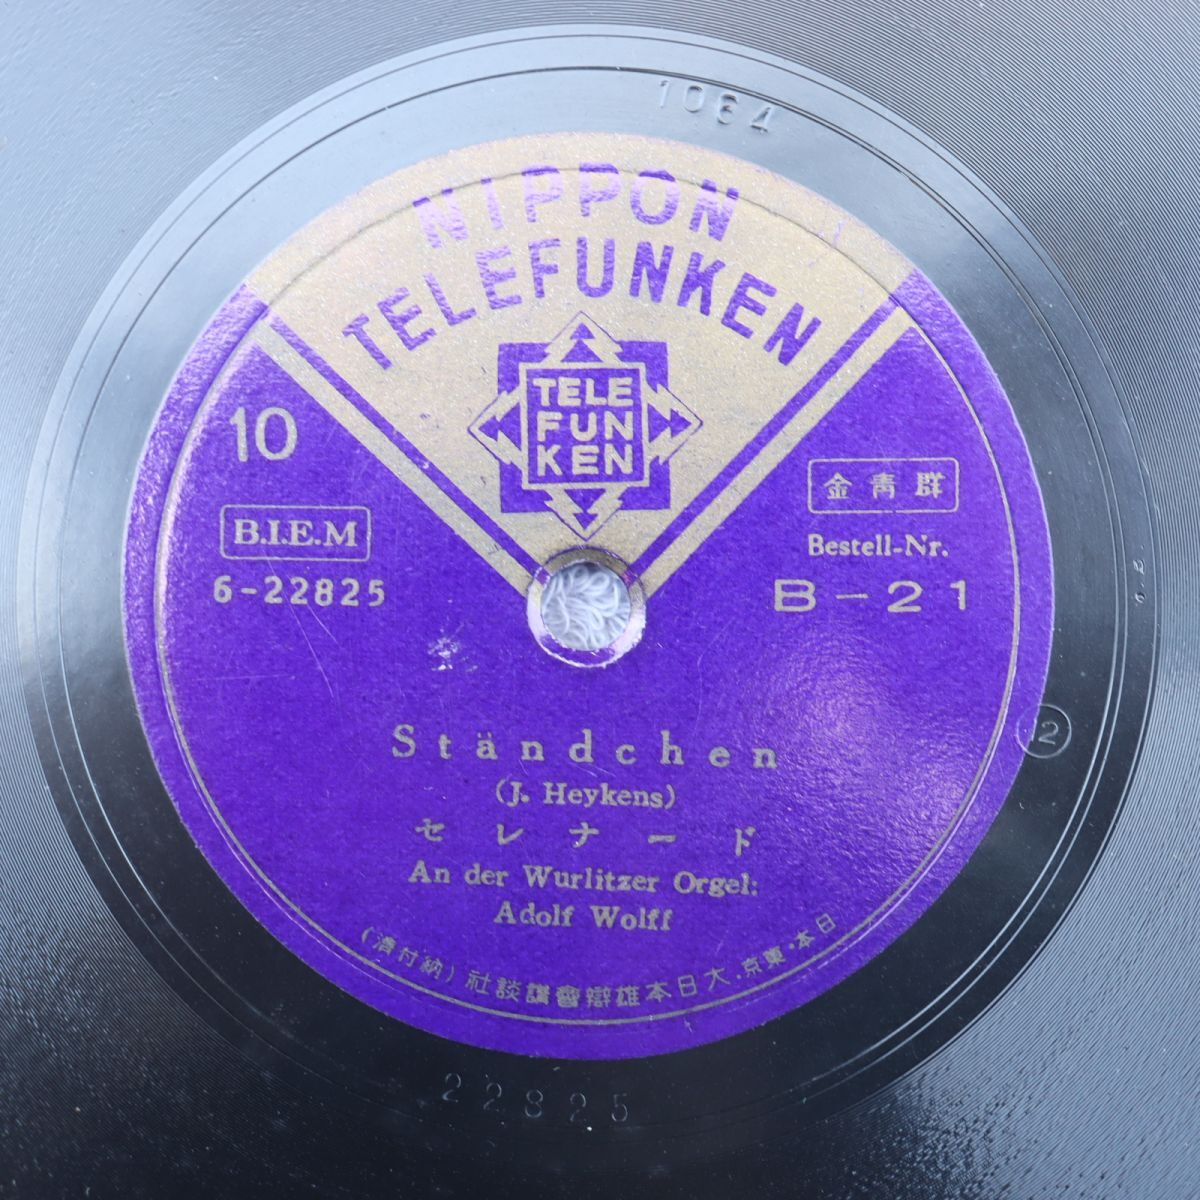 1064
NIPPON
TELEFUNKEN
TELE
FUN
KEN
10
金青群
B.I.E.M
Bestell-Nr.
6-22825
B-21
2
Ständchen
(J. Heykens)
セレナード
An der Wurlitzer Orgel:
Adolf Wolff
日本・東京・大日本雄辯會講談社(納付濟)
22825